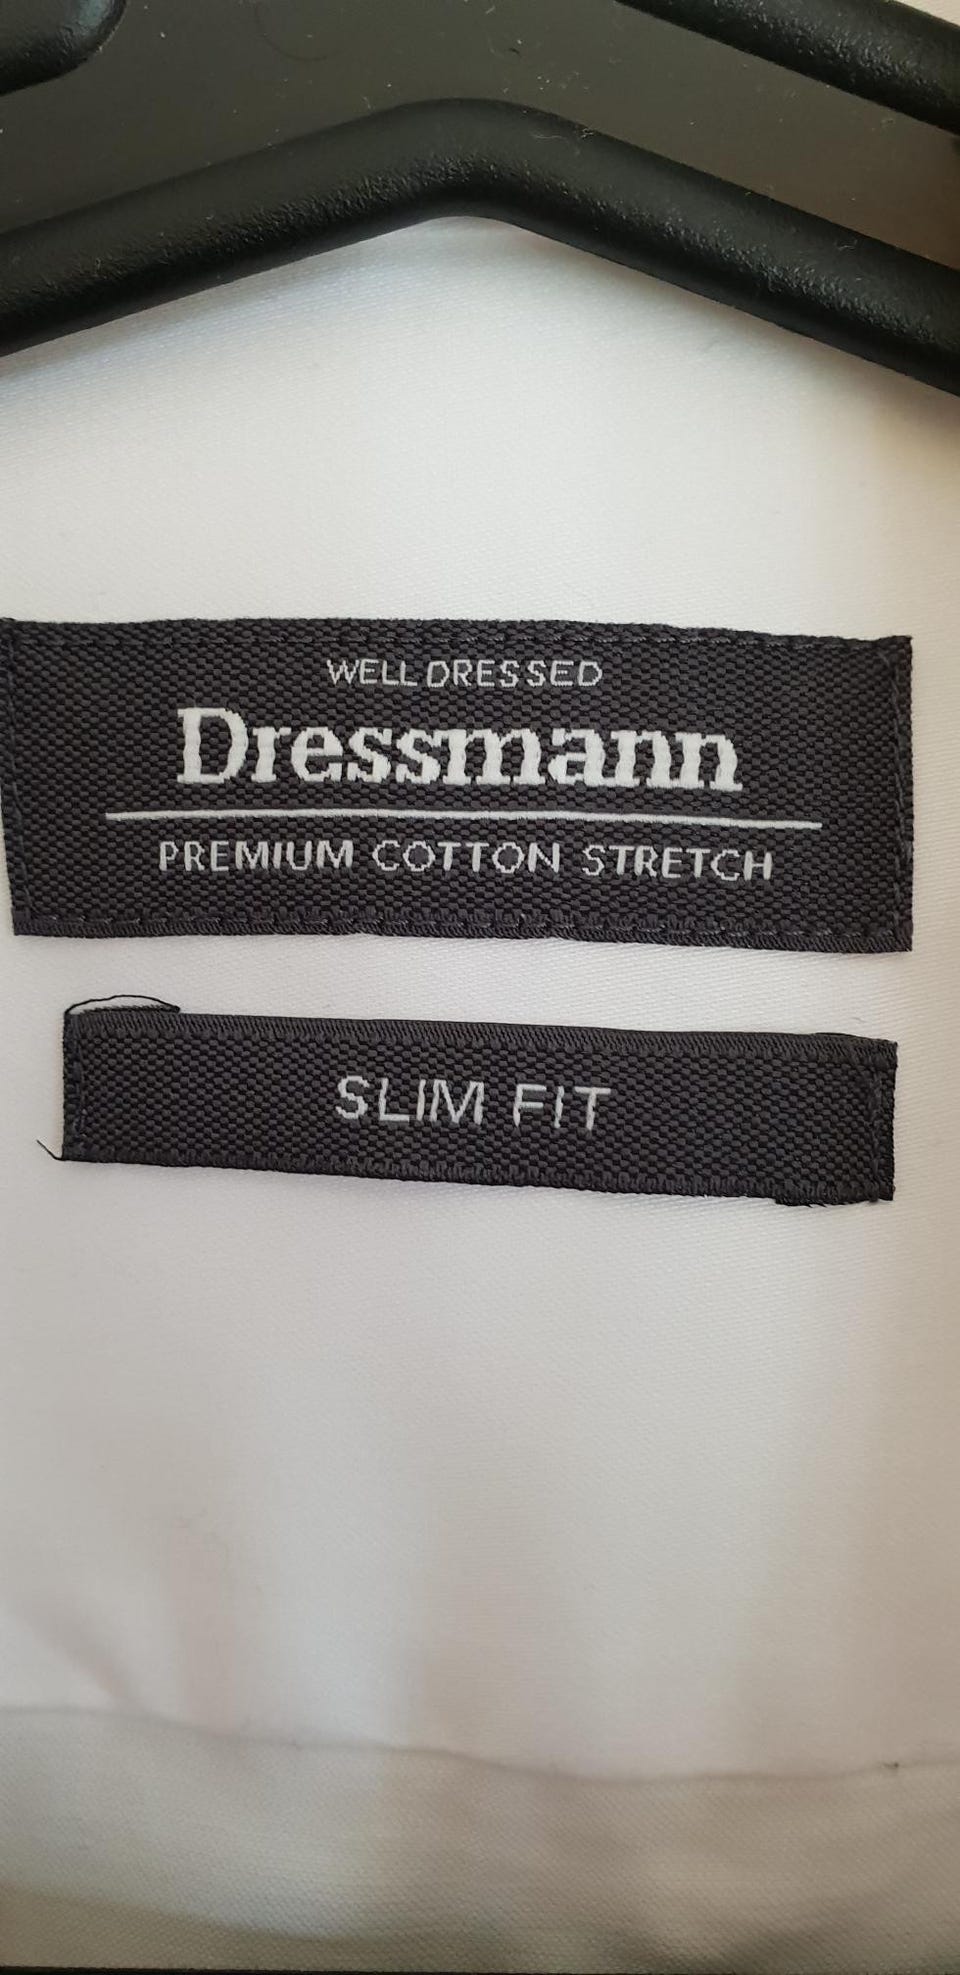 WELL DRESSED
Dressmann
PREMIUM COTTON STRETCH
SLIM FIT